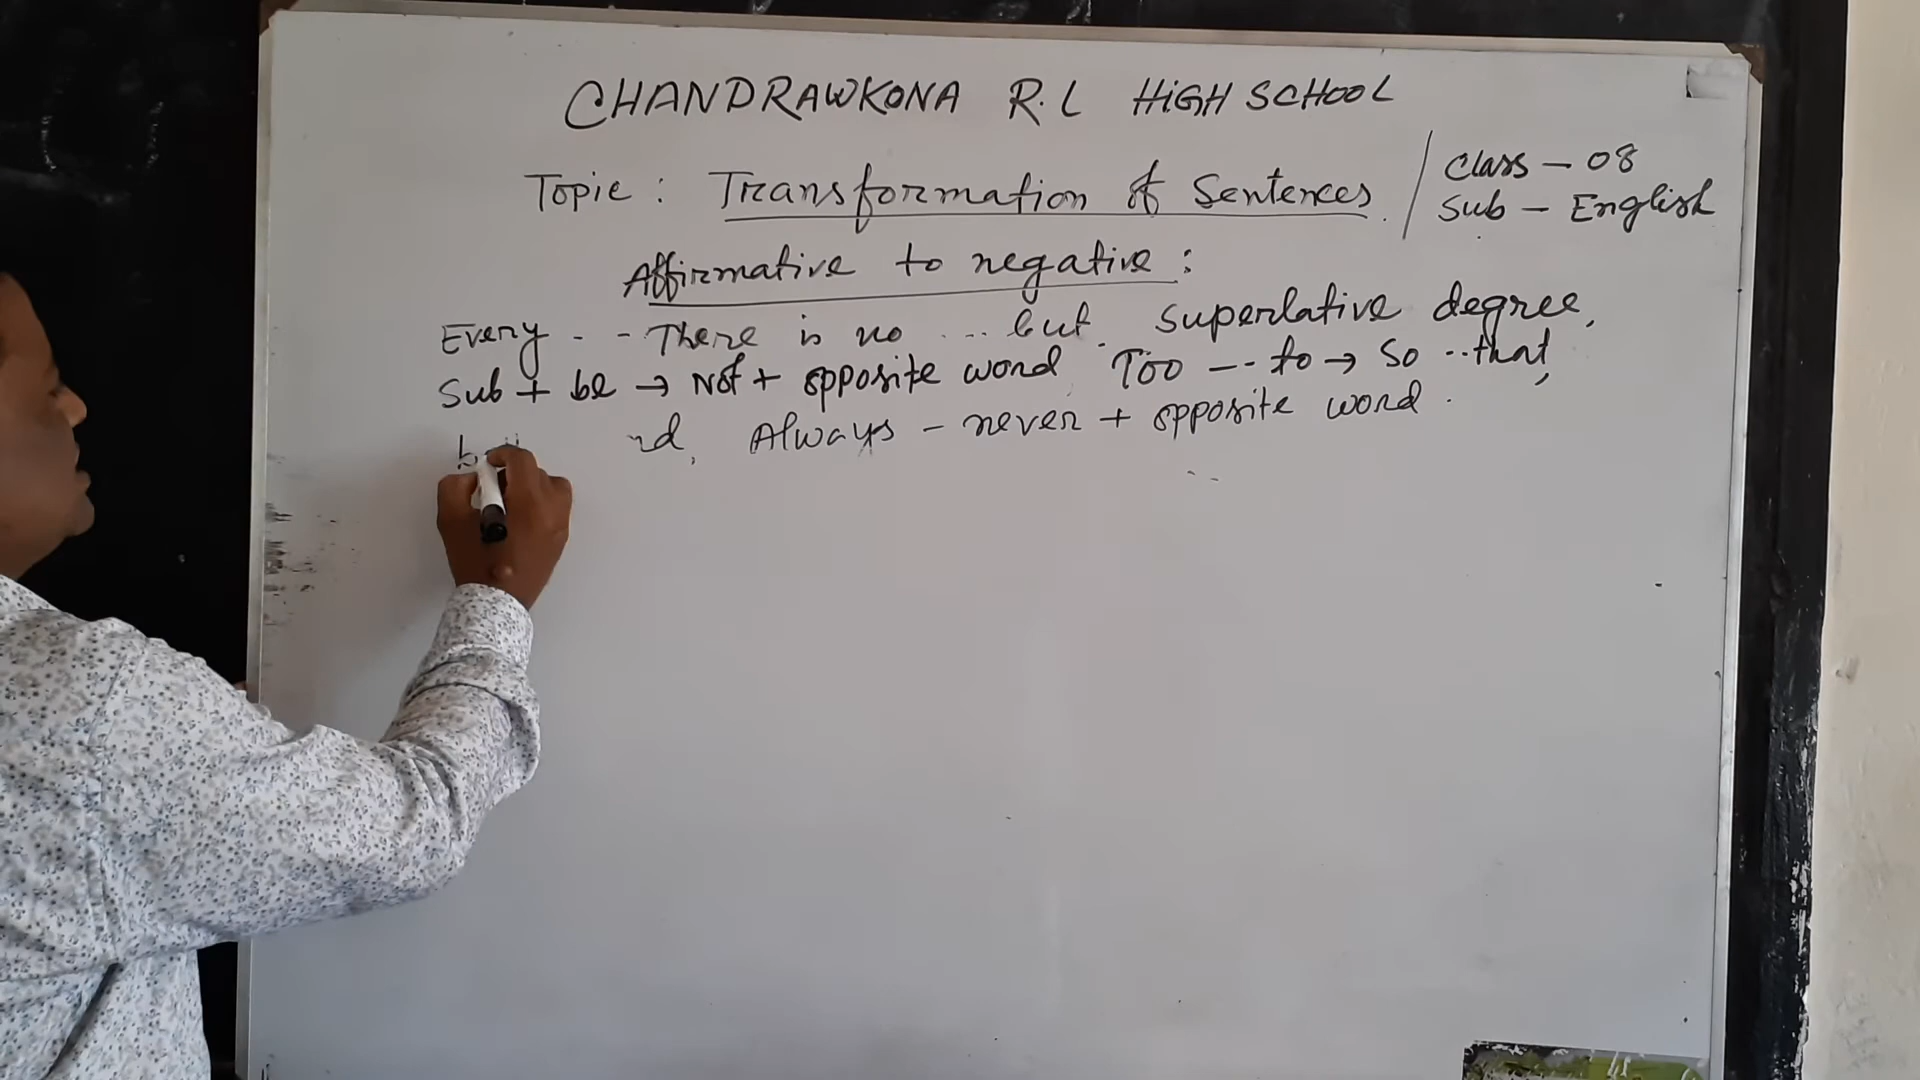 CHANDRAWKONA R.L HIGH SCHOOL
Topic : Transformation of Sentences.
Class - 08
Sub - English
Affirmative to negative :
Every - - There is no ... but. superlative degree,
Sub + be → Not + opposite word, Too --- to → So ..that,
Always - never + opposite word.